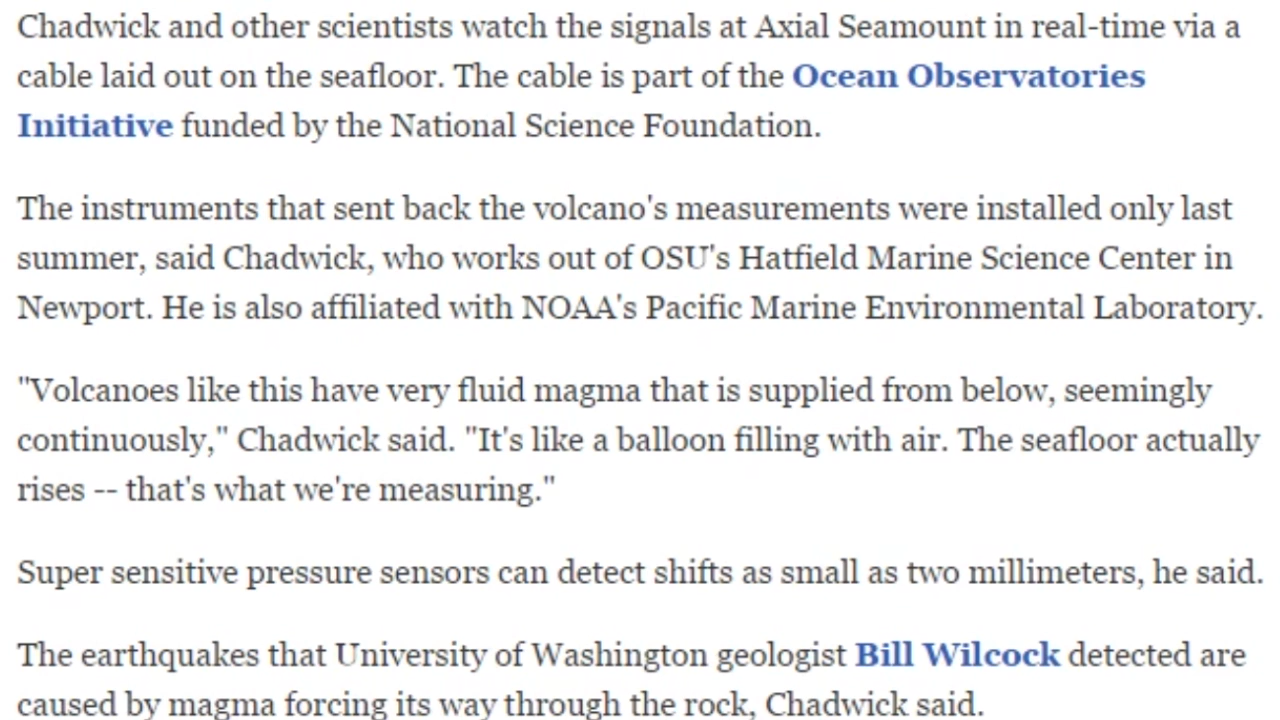 Chadwick and other scientists watch the signals at Axial Seamount in real-time via a
cable laid out on the seafloor. The cable is part of the Ocean Observatories
Initiative funded by the National Science Foundation.
The instruments that sent back the volcano's measurements were installed only last
summer, said Chadwick, who works out of OSU's Hatfield Marine Science Center in
Newport. He is also affiliated with NOAA's Pacific Marine Environmental Laboratory.
"Volcanoes like this have very fluid magma that is supplied from below, seemingly
continuously," Chadwick said. "It's like a balloon filling with air. The seafloor actually
rises -- that's what we're measuring."
Super sensitive pressure sensors can detect shifts as small as two millimeters, he said.
The earthquakes that University of Washington geologist Bill Wilcock detected are
caused by magma forcing its way through the rock, Chadwick said.